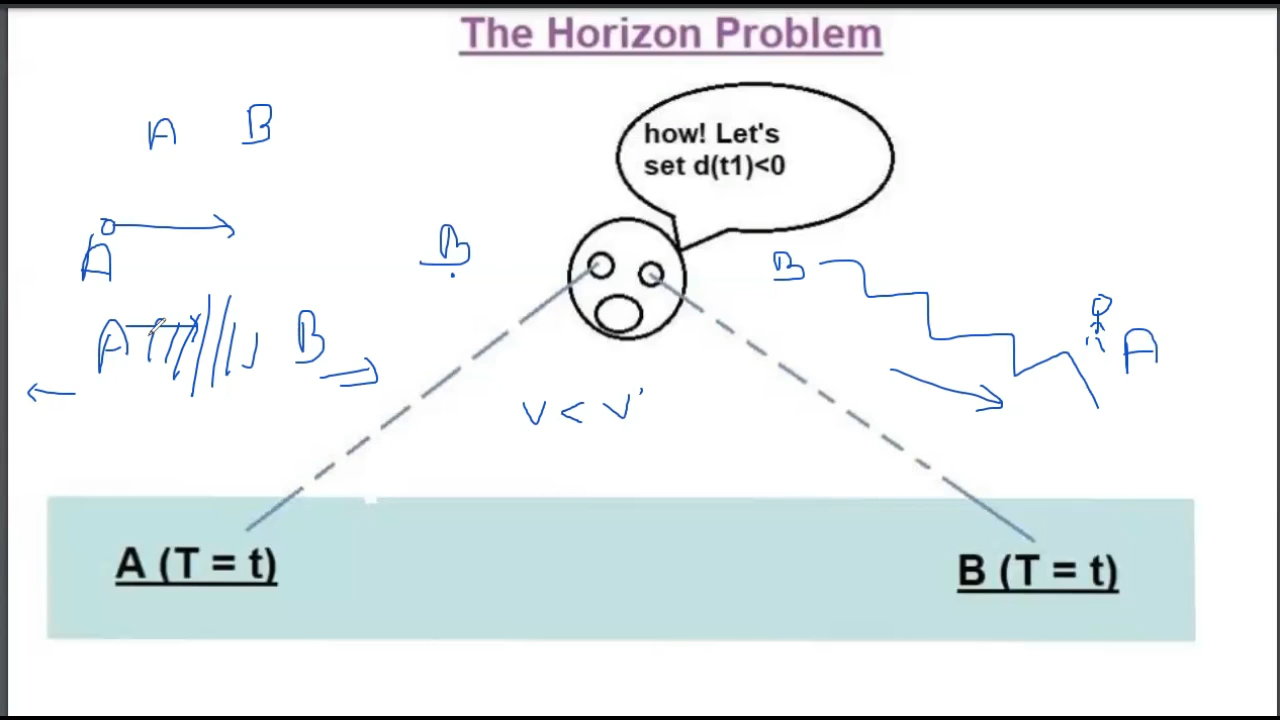 The Horizon Problem
how! Let's
set d(t1)<0
A B
A B
A B
B A
v < v'
A (T = t)
B (T = t)